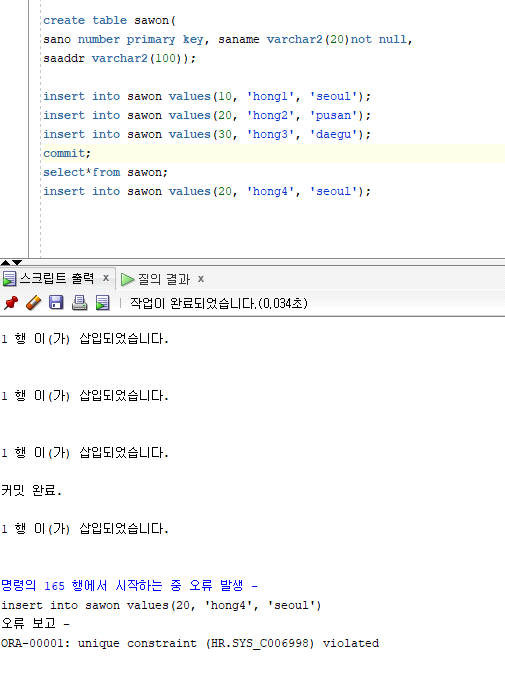 create table sawon(
sano number primary key, saname varchar2(20)not null,
saaddr varchar2(100));
insert into sawon values(10, 'hong1', 'seoul');
insert into sawon values(20, 'hong2', 'pusan');
insert into sawon values(30, 'hong3', 'daegu');
commit;
select*from sawon;
insert into sawon values(20, 'hong4', 'seoul');
스크립트 출력 x 질의 결과 x
작업이 완료되었습니다.(0.034초)
1 행 이(가) 삽입되었습니다.
1 행 이(가) 삽입되었습니다.
1 행 이(가) 삽입되었습니다.
커밋 완료.
1 행 이(가) 삽입되었습니다.
명령의 165 행에서 시작하는 중 오류 발생 -
insert into sawon values(20, 'hong4', 'seoul')
오류 보고 -
ORA-00001: unique constraint (HR.SYS_C006998) violated